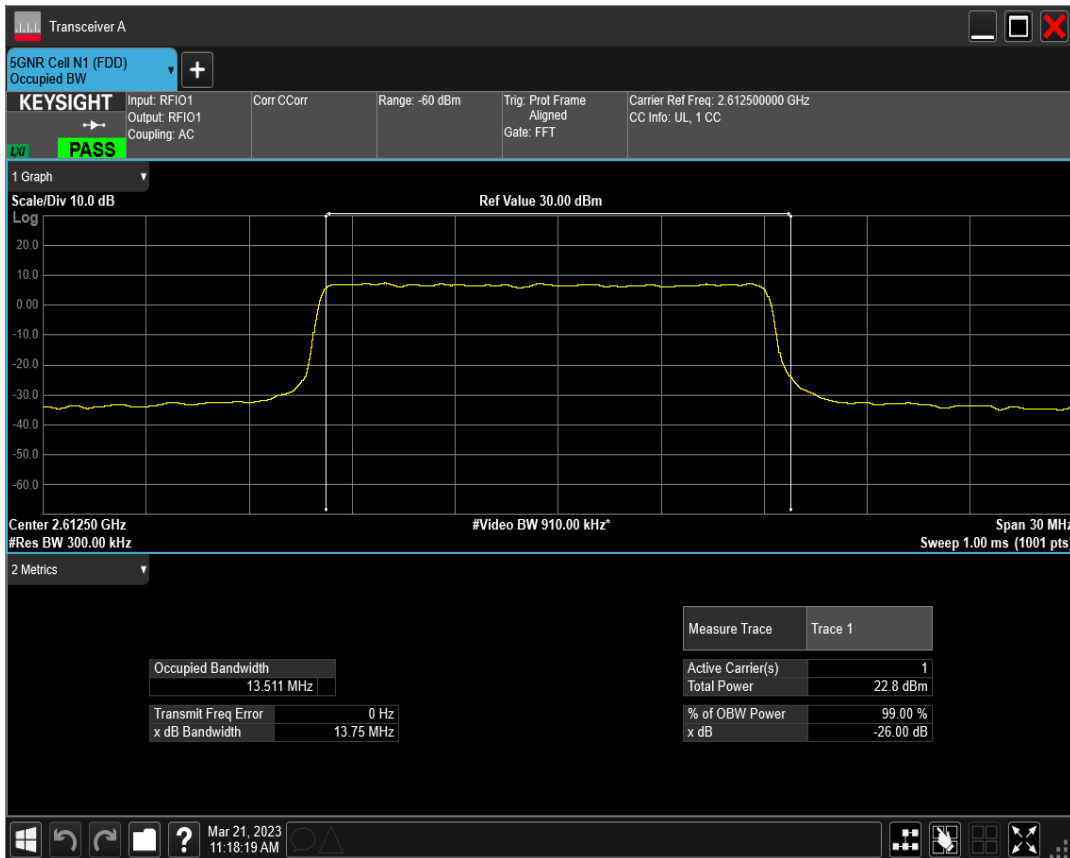 Transceiver A
5GNR Cell N1 (FDD)
Occupied BW
+
KEYSIGHT
LXI
PASS
Input: RFIO1
Output: RFIO1
Coupling: AC
Corr CCorr
Range: -60 dBm
Trig: Prot Frame
Aligned
Gate: FFT
Carrier Ref Freq: 2.612500000 GHz
CC Info: UL, 1 CC
1 Graph
Scale/Div 10.0 dB
Ref Value 30.00 dBm
Log
20.0
10.0
0.00
-10.0
-20.0
-30.0
-40.0
-50.0
-60.0
Center 2.61250 GHz
#Video BW 910.00 kHz*
Span 30 MHz
#Res BW 300.00 kHz
Sweep 1.00 ms (1001 pts)
2 Metrics
Measure Trace Trace 1
Occupied Bandwidth
13.511 MHz
Transmit Freq Error 0 Hz
x dB Bandwidth 13.75 MHz
Active Carrier(s) 1
Total Power 22.8 dBm
% of OBW Power 99.00 %
x dB -26.00 dB
?
Mar 21, 2023
11:18:19 AM